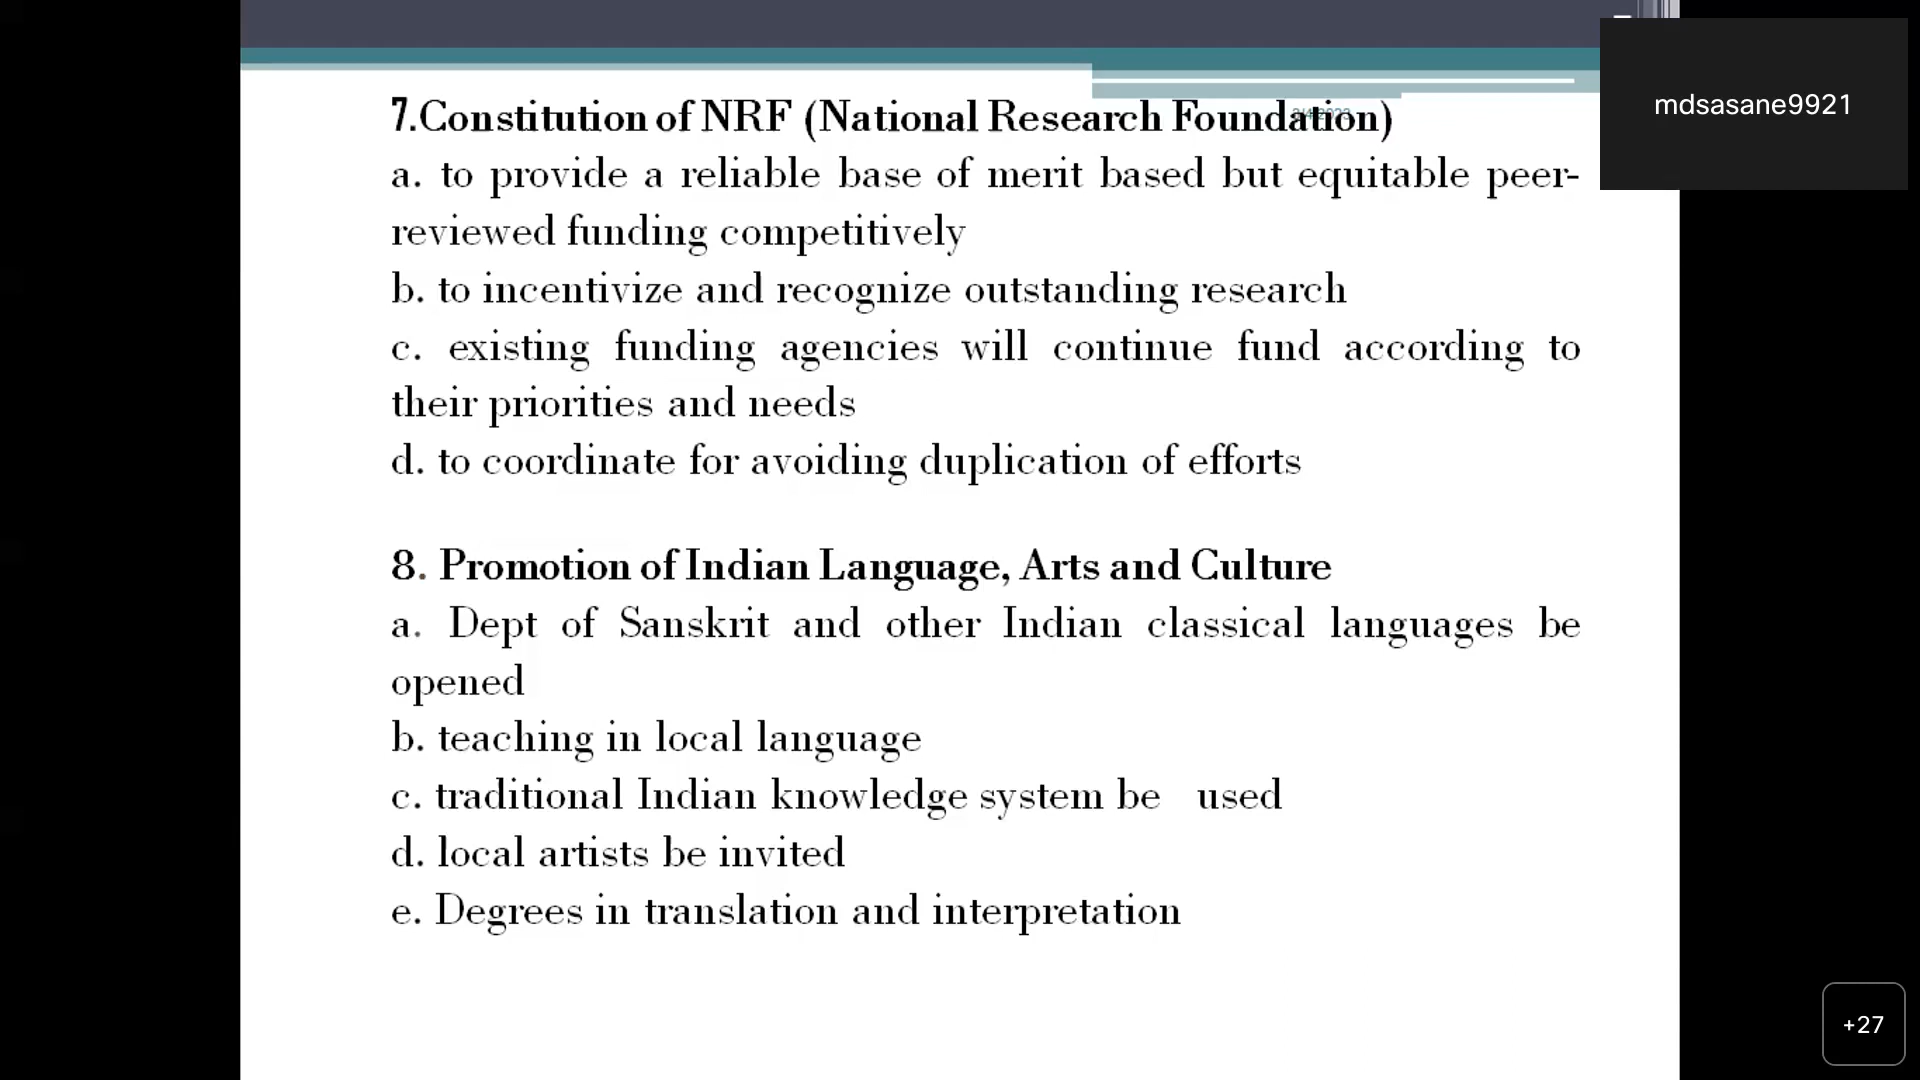 mdsasane9921
7.Constitution of NRF (National Research Foundation)
a. to provide a reliable base of merit based but equitable peer-
reviewed funding competitively
b. to incentivize and recognize outstanding research
c. existing funding agencies will continue fund according to
their priorities and needs
d. to coordinate for avoiding duplication of efforts
8. Promotion of Indian Language, Arts and Culture
a. Dept of Sanskrit and other Indian classical languages be
opened
b. teaching in local language
c. traditional Indian knowledge system be used
d. local artists be invited
e. Degrees in translation and interpretation
+27